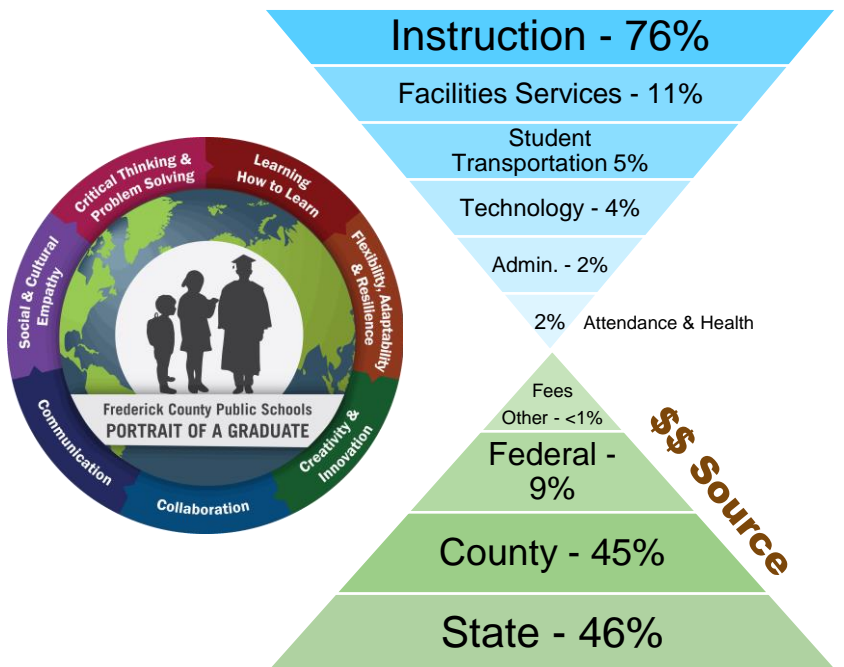 Instruction - 76%
Facilities Services - 11%
Student
Transportation 5%
Technology - 4%
Admin. - 2%
2% Attendance & Health
Fees
Other - <1%
Federal -
9%
County - 45%
State - 46%
$$ Source
Critical Thinking &
Problem Solving
Learning
How to Learn
Flexibility, Adaptability
& Resilience
Creativity &
Innovation
Collaboration
Communication
Social & Cultural
Empathy
Frederick County Public Schools
PORTRAIT OF A GRADUATE